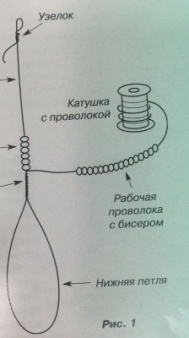 Узелок
Катушка
с проволокой
Рабочая
проволока
с бисером
Нижняя петля
Рис. 1